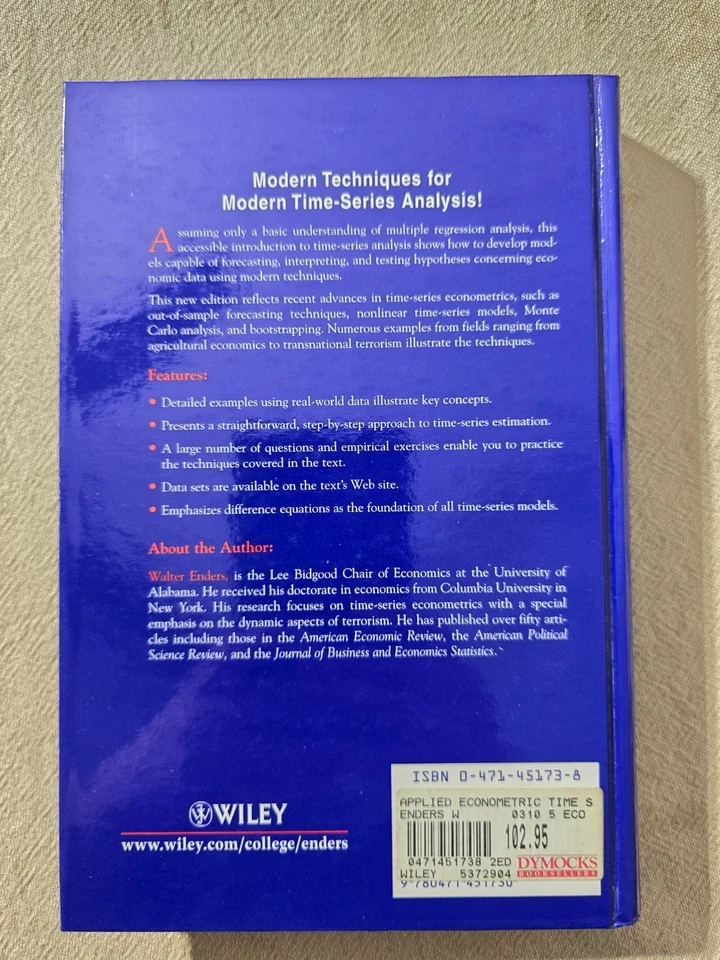 Modern Techniques for
Modern Time-Series Analysis!
Assuming only a basic understanding of multiple regression analysis, this
accessible introduction to time-series analysis shows how to develop mod-
els capable of forecasting, interpreting, and testing hypotheses concerning eco-
nomic data using modern techniques.
This new edition reflects recent advances in time-series econometrics, such as
out-of-sample forecasting techniques, nonlinear time-series models, Monte
Carlo analysis, and bootstrapping. Numerous examples from fields ranging from
agricultural economics to transnational terrorism illustrate the techniques.
Features:
• Detailed examples using real-world data illustrate key concepts.
• Presents a straightforward, step-by-step approach to time-series estimation.
• A large number of questions and empirical exercises enable you to practice
the techniques covered in the text.
• Data sets are available on the text's Web site.
• Emphasizes difference equations as the foundation of all time-series models.
About the Author:
Walter Enders, is the Lee Bidgood Chair of Economics at the University of
Alabama. He received his doctorate in economics from Columbia University in
New York. His research focuses on time-series econometrics with a special
emphasis on the dynamic aspects of terrorism. He has published over fifty arti-
cles including those in the American Economic Review, the American Political
Science Review, and the Journal of Business and Economics Statistics.
WILEY
www.wiley.com/college/enders
ISBN 0-471-45173-8
APPLIED ECONOMETRIC TIME S
ENDERS W 0310 5 ECO
102.95
0471451738 2ED DYMOCKS
WILEY 5372904 BOOKSELLERS
9 780471 451730